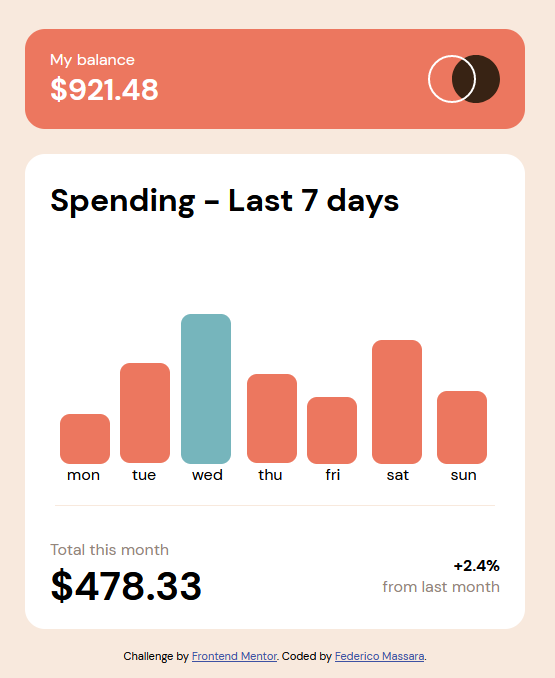 My balance
$921.48
Spending - Last 7 days
mon tue wed thu fri sat sun
Total this month
$478.33
+2.4%
from last month
Challenge by Frontend Mentor. Coded by Federico Massara.